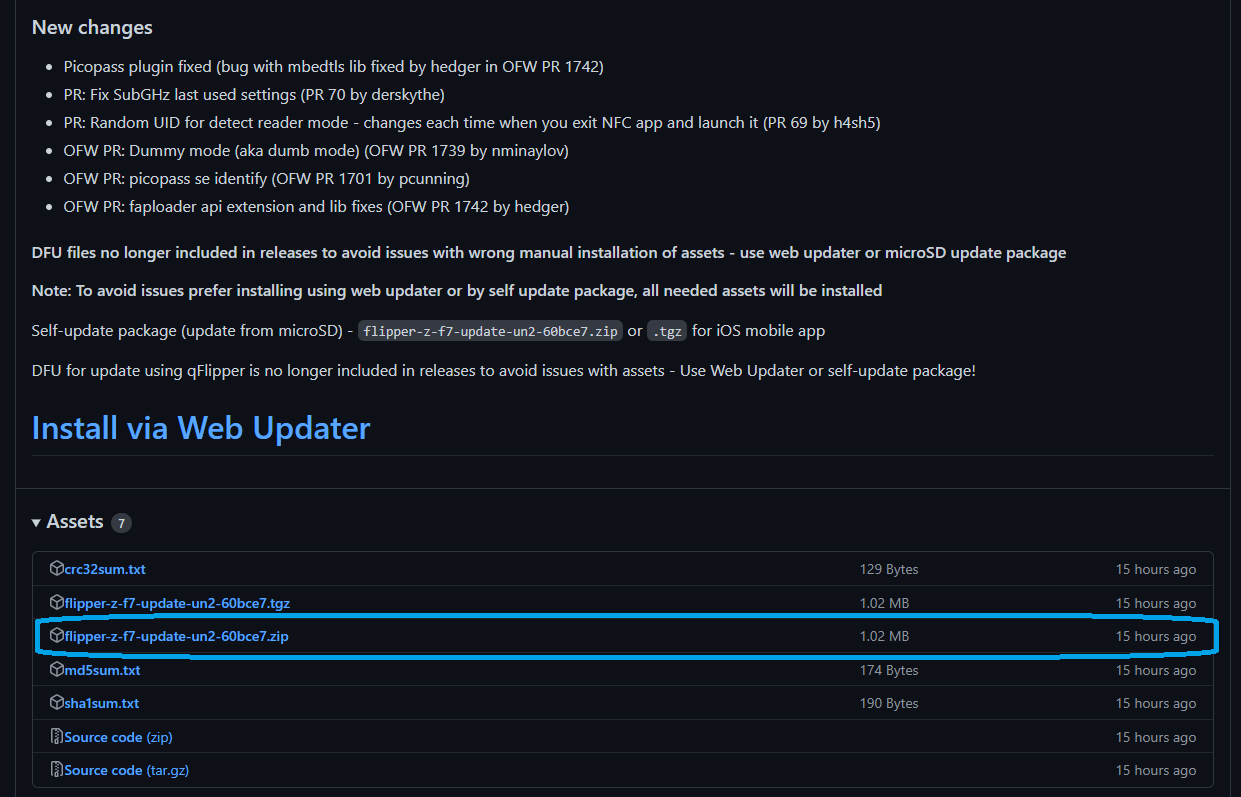 New changes
Picopass plugin fixed (bug with mbedtls lib fixed by hedger in OFW PR 1742)
PR: Fix SubGHz last used settings (PR 70 by derskythe)
PR: Random UID for detect reader mode - changes each time when you exit NFC app and launch it (PR 69 by h4sh5)
OFW PR: Dummy mode (aka dumb mode) (OFW PR 1739 by nminaylov)
OFW PR: picopass se identify (OFW PR 1701 by pcunning)
OFW PR: faploader api extension and lib fixes (OFW PR 1742 by hedger)
DFU files no longer included in releases to avoid issues with wrong manual installation of assets - use web updater or microSD update package
Note: To avoid issues prefer installing using web updater or by self update package, all needed assets will be installed
Self-update package (update from microSD) - flipper-z-f7-update-un2-60bce7.zip or .tgz for iOS mobile app
DFU for update using qFlipper is no longer included in releases to avoid issues with assets - Use Web Updater or self-update package!
Install via Web Updater
Assets 7
crc32sum.txt 129 Bytes 15 hours ago
flipper-z-f7-update-un2-60bce7.tgz 1.02 MB 15 hours ago
flipper-z-f7-update-un2-60bce7.zip 1.02 MB 15 hours ago
md5sum.txt 174 Bytes 15 hours ago
sha1sum.txt 190 Bytes 15 hours ago
Source code (zip) 15 hours ago
Source code (tar.gz) 15 hours ago